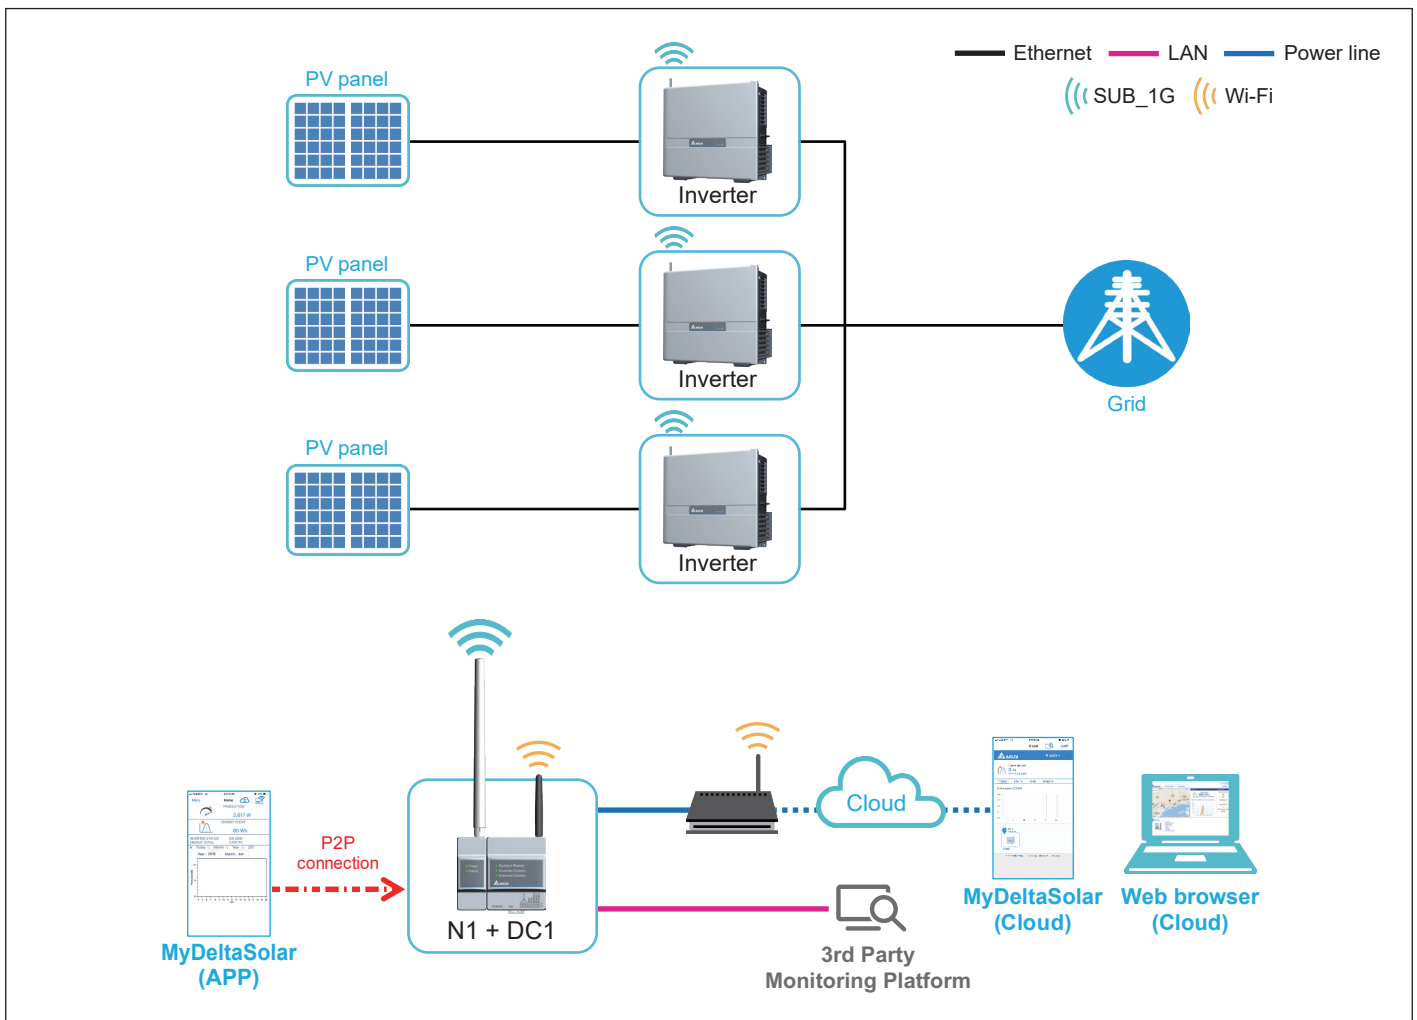 Ethernet
LAN
Power line
SUB_1G
Wi-Fi
PV panel
Inverter
PV panel
Inverter
Grid
PV panel
Inverter
P2P
connection
MyDeltaSolar
(APP)
N1 + DC1
Cloud
3rd Party
Monitoring Platform
MyDeltaSolar
(Cloud)
Web browser
(Cloud)